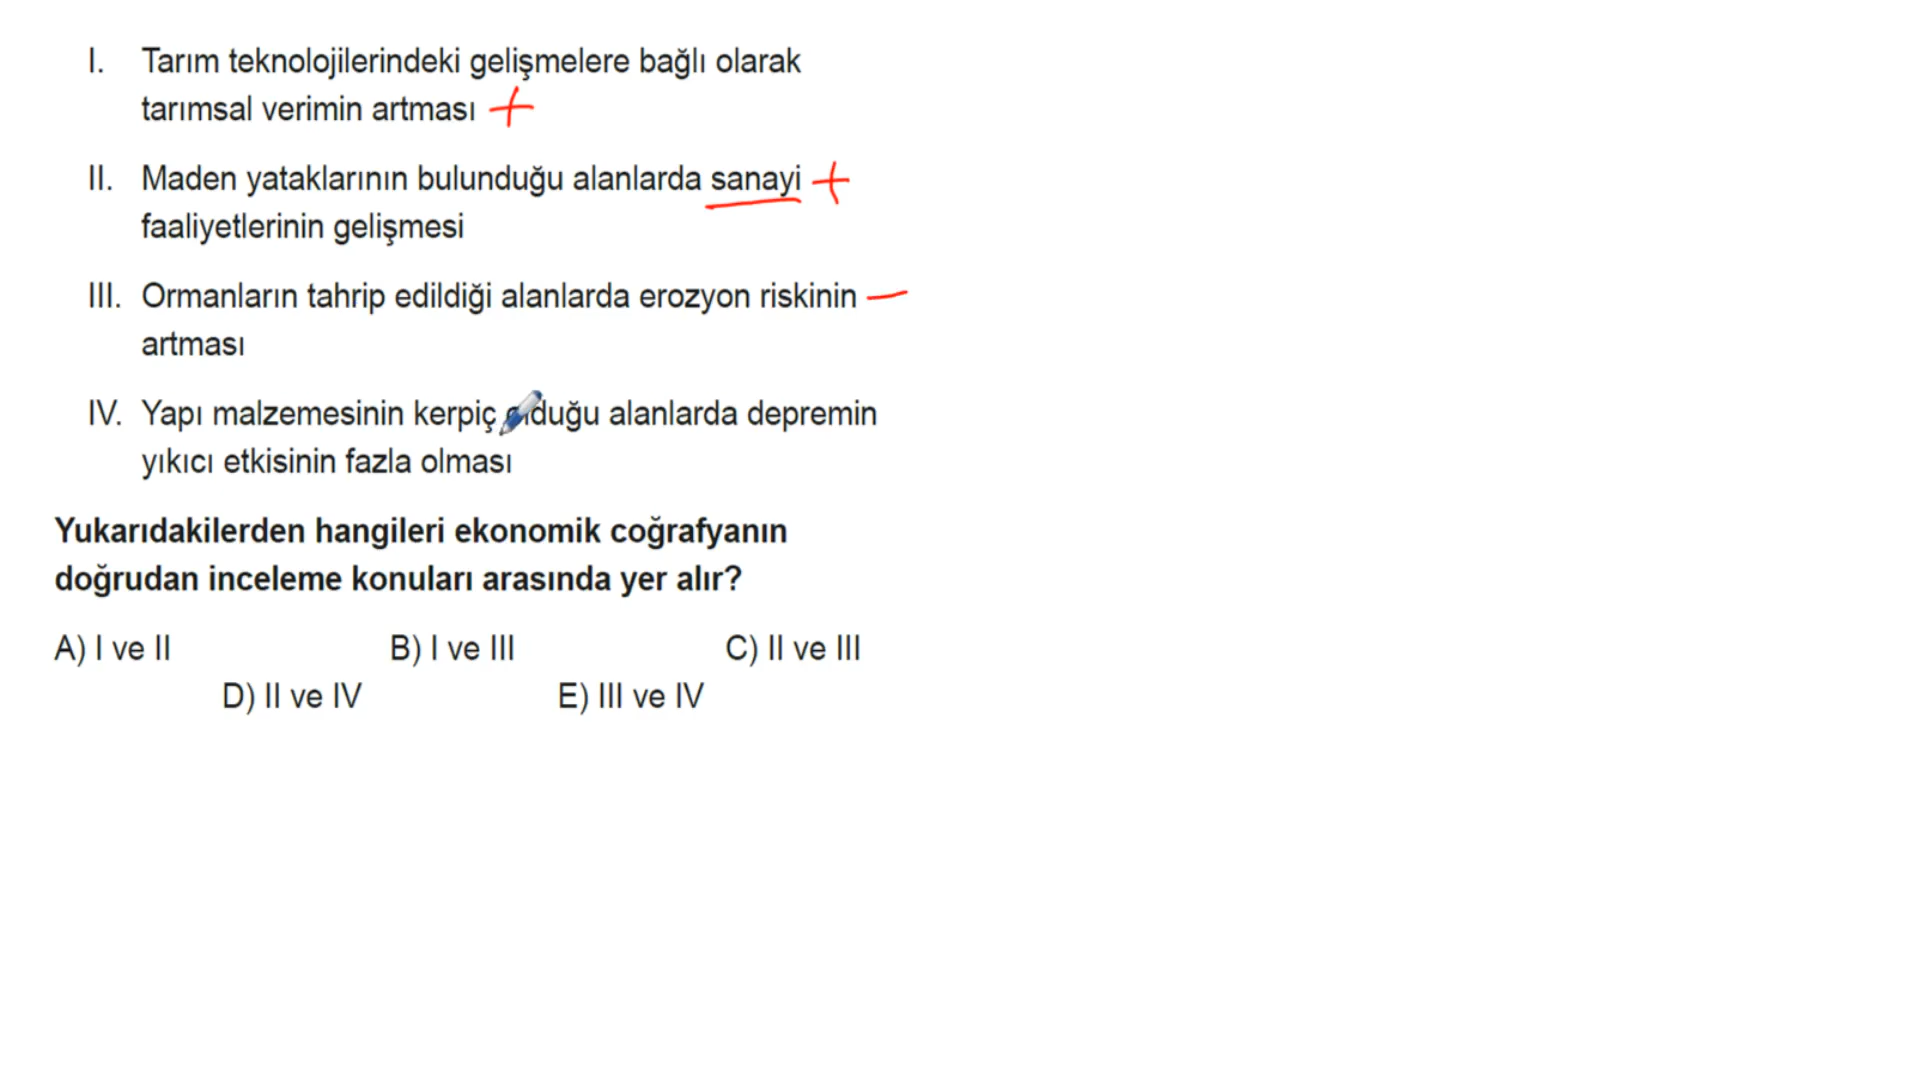 I. Tarım teknolojilerindeki gelişmelere bağlı olarak
tarımsal verimin artması +
II. Maden yataklarının bulunduğu alanlarda sanayi +
faaliyetlerinin gelişmesi
III. Ormanların tahrip edildiği alanlarda erozyon riskinin –
artması
IV. Yapı malzemesinin kerpiç olduğu alanlarda depremin
yıkıcı etkisinin fazla olması
Yukarıdakilerden hangileri ekonomik coğrafyanın
doğrudan inceleme konuları arasında yer alır?
A) I ve II B) I ve III C) II ve III
D) II ve IV E) III ve IV